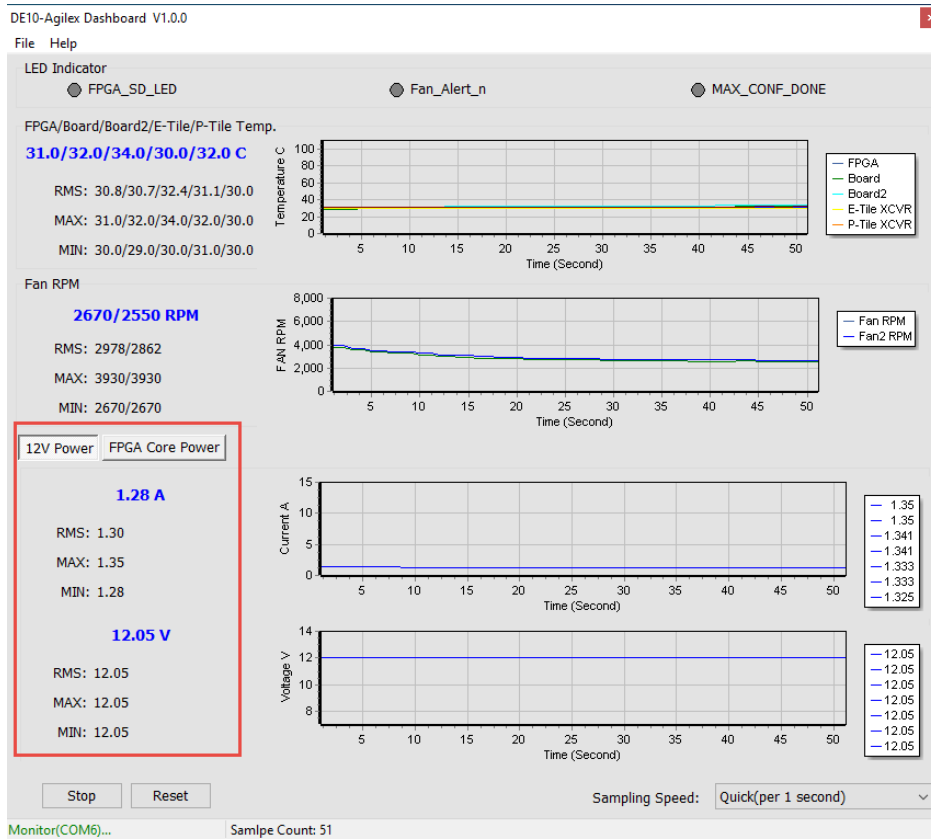 DE10-Agilex Dashboard V1.0.0
File Help
LED Indicator
FPGA_SD_LED Fan_Alert_n MAX_CONF_DONE
FPGA/Board/Board2/E-Tile/P-Tile Temp.
31.0/32.0/34.0/30.0/32.0 C
RMS: 30.8/30.7/32.4/31.1/30.0
MAX: 31.0/32.0/34.0/32.0/30.0
MIN: 30.0/29.0/30.0/31.0/30.0
Temperature C
100
80
60
40
20
0
5 10 15 20 25 30 35 40 45 50
Time (Second)
FPGA
Board
Board2
E-Tile XCVR
P-Tile XCVR
Fan RPM
2670/2550 RPM
RMS: 2978/2862
MAX: 3930/3930
MIN: 2670/2670
FAN RPM
8,000
6,000
4,000
2,000
0
5 10 15 20 25 30 35 40 45 50
Time (Second)
Fan RPM
Fan2 RPM
12V Power FPGA Core Power
1.28 A
RMS: 1.30
MAX: 1.35
MIN: 1.28
Current A
15
10
5
0
5 10 15 20 25 30 35 40 45 50
Time (Second)
1.35
1.35
1.341
1.341
1.333
1.333
1.325
12.05 V
RMS: 12.05
MAX: 12.05
MIN: 12.05
Voltage V
14
12
10
8
5 10 15 20 25 30 35 40 45 50
Time (Second)
12.05
12.05
12.05
12.05
12.05
12.05
12.05
Stop Reset Sampling Speed: Quick(per 1 second)
Monitor(COM6)... Samlpe Count: 51